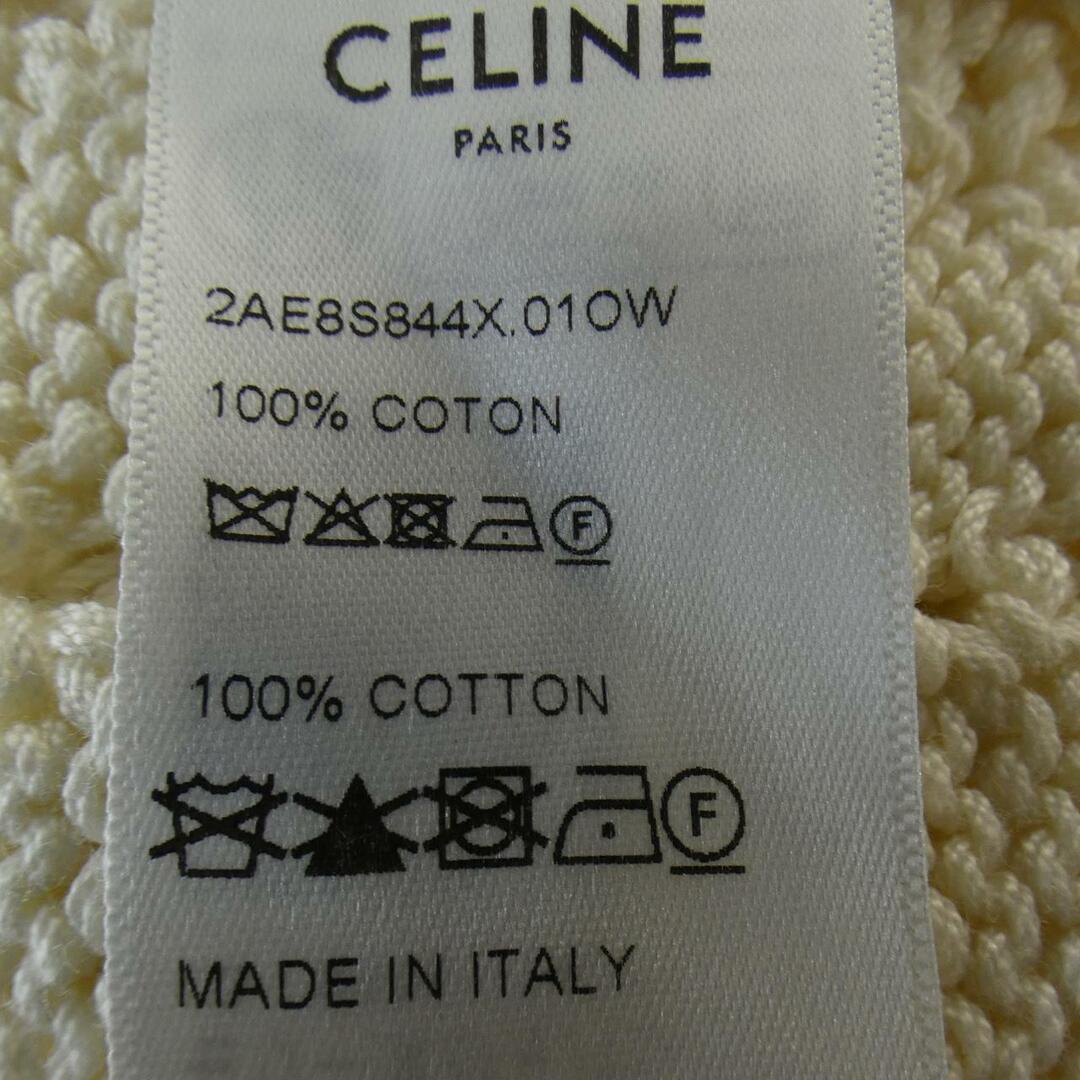 CELINE
PARIS
2AE8S844X.01OW
100% COTON
F
100% COTTON
F
MADE IN ITALY